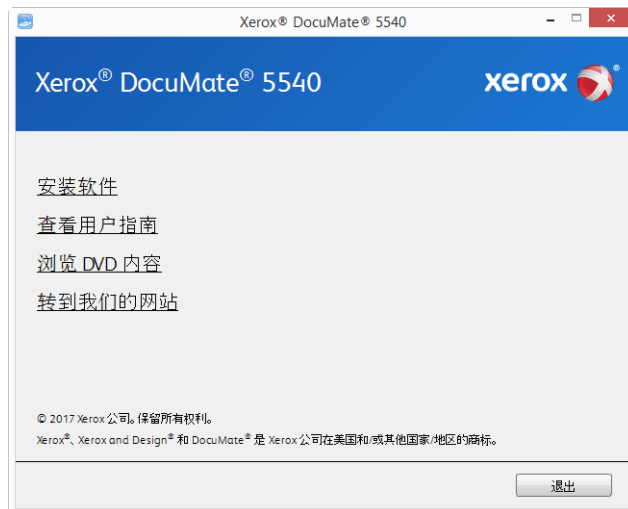 Xerox® DocuMate® 5540
Xerox® DocuMate® 5540
xerox®
安装软件
查看用户指南
浏览 DVD 内容
转到我们的网站
© 2017 Xerox 公司。保留所有权利。
Xerox®、Xerox and Design® 和 DocuMate® 是 Xerox 公司在美国和/或其他国家/地区的商标。
退出